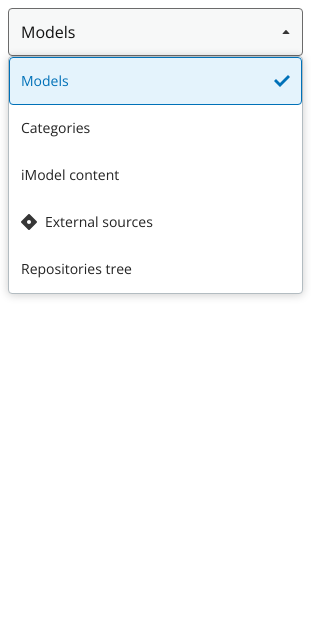 Models
Models
Categories
iModel content
External sources
Repositories tree